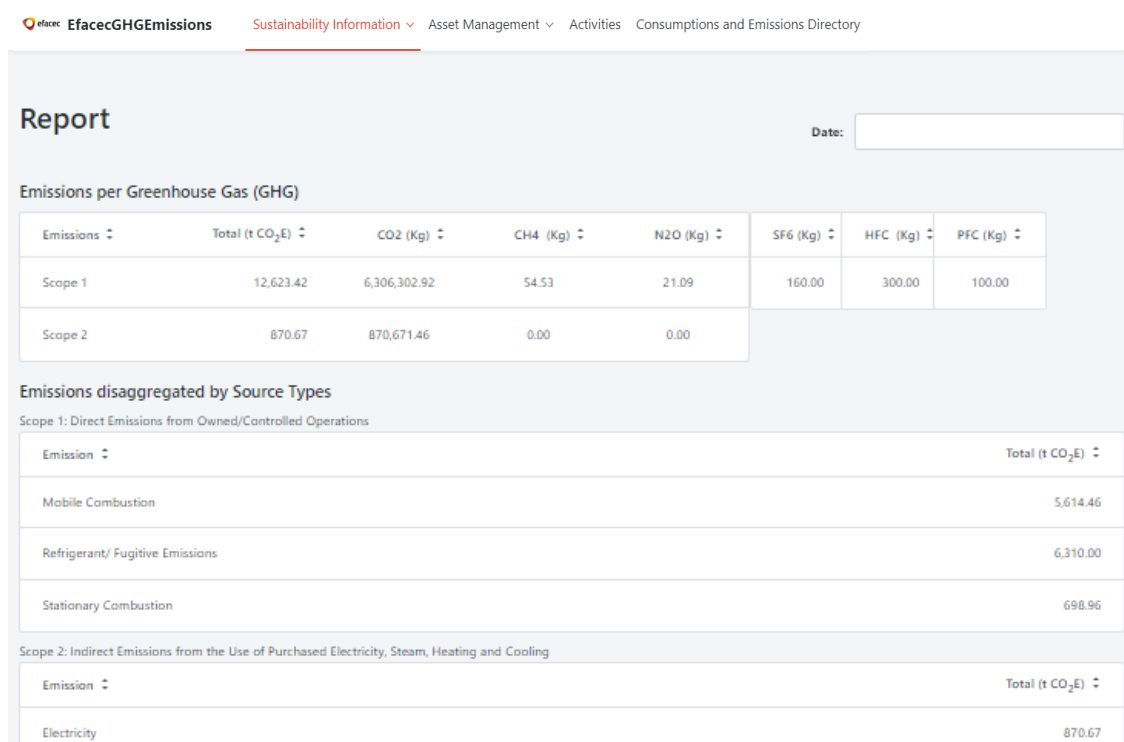 efacec EfacecGHGEmissions Sustainability Information Asset Management Activities Consumptions and Emissions Directory
Report
Date:
Emissions per Greenhouse Gas (GHG)
Emissions Total (t CO₂E) CO2 (Kg) CH4 (Kg) N2O (Kg) SF6 (Kg) HFC (Kg) PFC (Kg)
Scope 1 12,623.42 6,306,302.92 54.53 21.09 160.00 300.00 100.00
Scope 2 870.67 870,671.46 0.00 0.00
Emissions disaggregated by Source Types
Scope 1: Direct Emissions from Owned/Controlled Operations
Emission Total (t CO₂E)
Mobile Combustion 5,614.46
Refrigerant/ Fugitive Emissions 6,310.00
Stationary Combustion 698.96
Scope 2: Indirect Emissions from the Use of Purchased Electricity, Steam, Heating and Cooling
Emission Total (t CO₂E)
Electricity 870.67